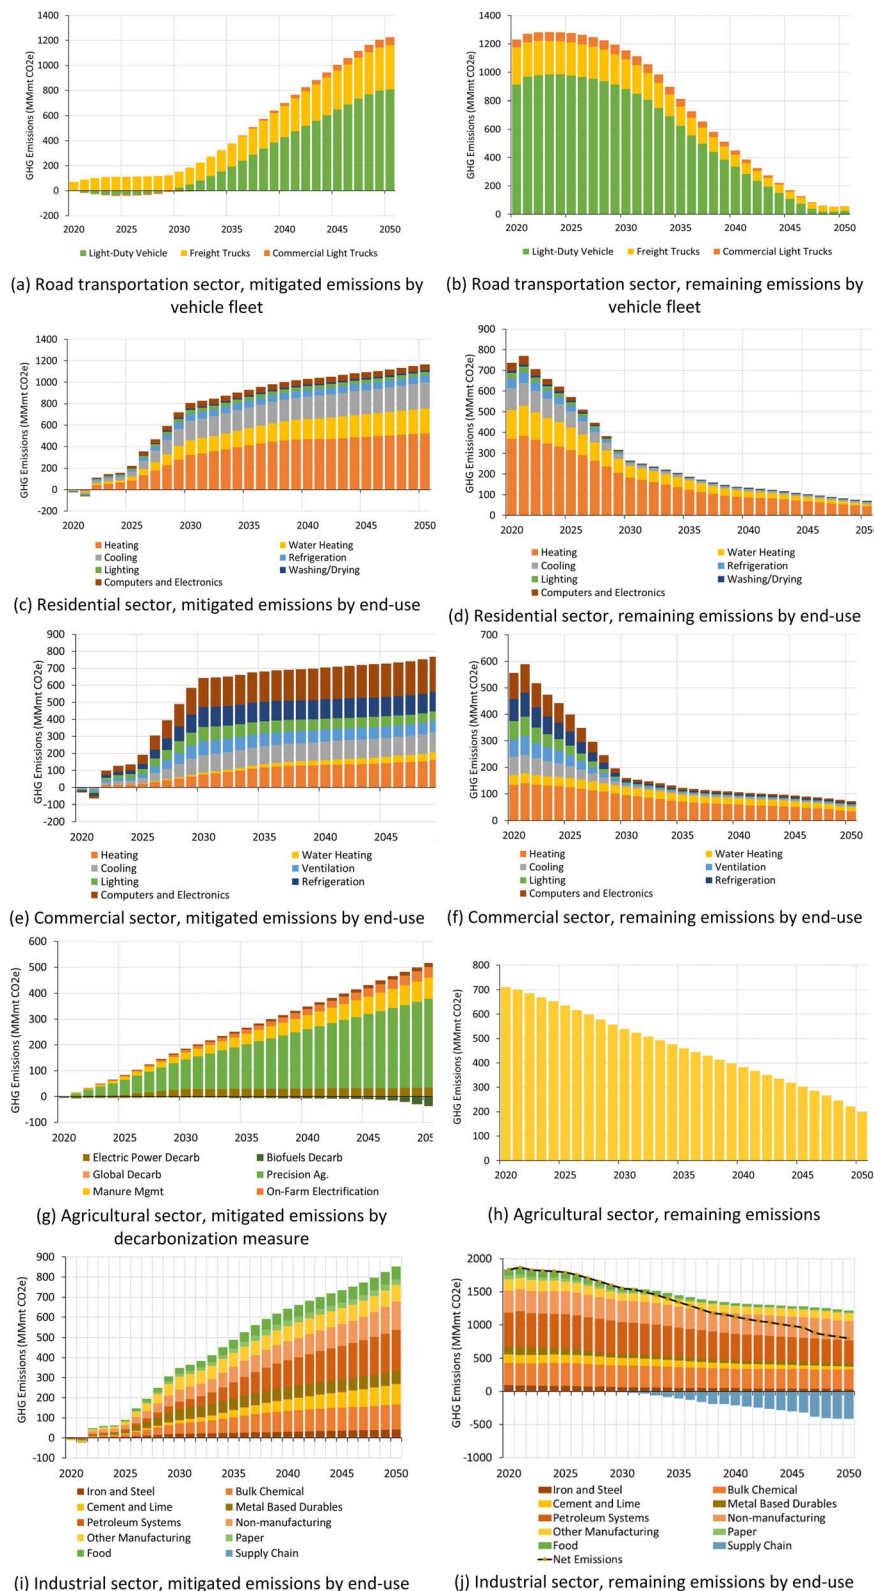 GHG Emissions (MMmt CO2e)
1400
1200
1000
800
600
400
200
0
-200
2020 2025 2030 2035 2040 2045 2050
Light-Duty Vehicle Freight Trucks Commercial Light Trucks
(a) Road transportation sector, mitigated emissions by
vehicle fleet
GHG Emissions (MMmt CO2e)
1400
1200
1000
800
600
400
200
0
2020 2025 2030 2035 2040 2045 2050
Light-Duty Vehicle Freight Trucks Commercial Light Trucks
(b) Road transportation sector, remaining emissions by
vehicle fleet
GHG Emissions (MMmt CO2e)
1400
1200
1000
800
600
400
200
0
-200
2020 2025 2030 2035 2040 2045 2050
Heating Water Heating
Cooling Refrigeration
Lighting Washing/Drying
Computers and Electronics
(c) Residential sector, mitigated emissions by end-use
GHG Emissions (MMmt CO2e)
900
800
700
600
500
400
300
200
100
0
2020 2025 2030 2035 2040 2045 2050
Heating Water Heating
Cooling Refrigeration
Lighting Washing/Drying
Computers and Electronics
(d) Residential sector, remaining emissions by end-use
GHG Emissions (MMmt CO2e)
900
800
700
600
500
400
300
200
100
0
-100
-200
2020 2025 2030 2035 2040 2045
Heating Water Heating
Cooling Ventilation
Lighting Refrigeration
Computers and Electronics
(e) Commercial sector, mitigated emissions by end-use
GHG Emissions (MMmt CO2e)
700
600
500
400
300
200
100
0
2020 2025 2030 2035 2040 2045 2050
Heating Water Heating
Cooling Ventilation
Lighting Refrigeration
Computers and Electronics
(f) Commercial sector, remaining emissions by end-use
GHG Emissions (MMmt CO2e)
600
500
400
300
200
100
0
-100
2020 2025 2030 2035 2040 2045 205
Electric Power Decarb Biofuels Decarb
Global Decarb Precision Ag.
Manure Mgmt On-Farm Electrification
(g) Agricultural sector, mitigated emissions by
decarbonization measure
GHG Emissions (MMmt CO2e)
800
700
600
500
400
300
200
100
0
2020 2025 2030 2035 2040 2045 2050
(h) Agricultural sector, remaining emissions
GHG Emissions (MMmt CO2e)
900
800
700
600
500
400
300
200
100
0
-100
2020 2025 2030 2035 2040 2045 2050
Iron and Steel Bulk Chemical
Cement and Lime Metal Based Durables
Petroleum Systems Non-manufacturing
Other Manufacturing Paper
Food Supply Chain
(i) Industrial sector, mitigated emissions by end-use
GHG Emissions (MMmt CO2e)
2000
1500
1000
500
0
-500
-1000
2020 2025 2030 2035 2040 2045 2050
Iron and Steel Bulk Chemical
Cement and Lime Metal Based Durables
Petroleum Systems Non-manufacturing
Other Manufacturing Paper
Food Supply Chain
Net Emissions
(j) Industrial sector, remaining emissions by end-use